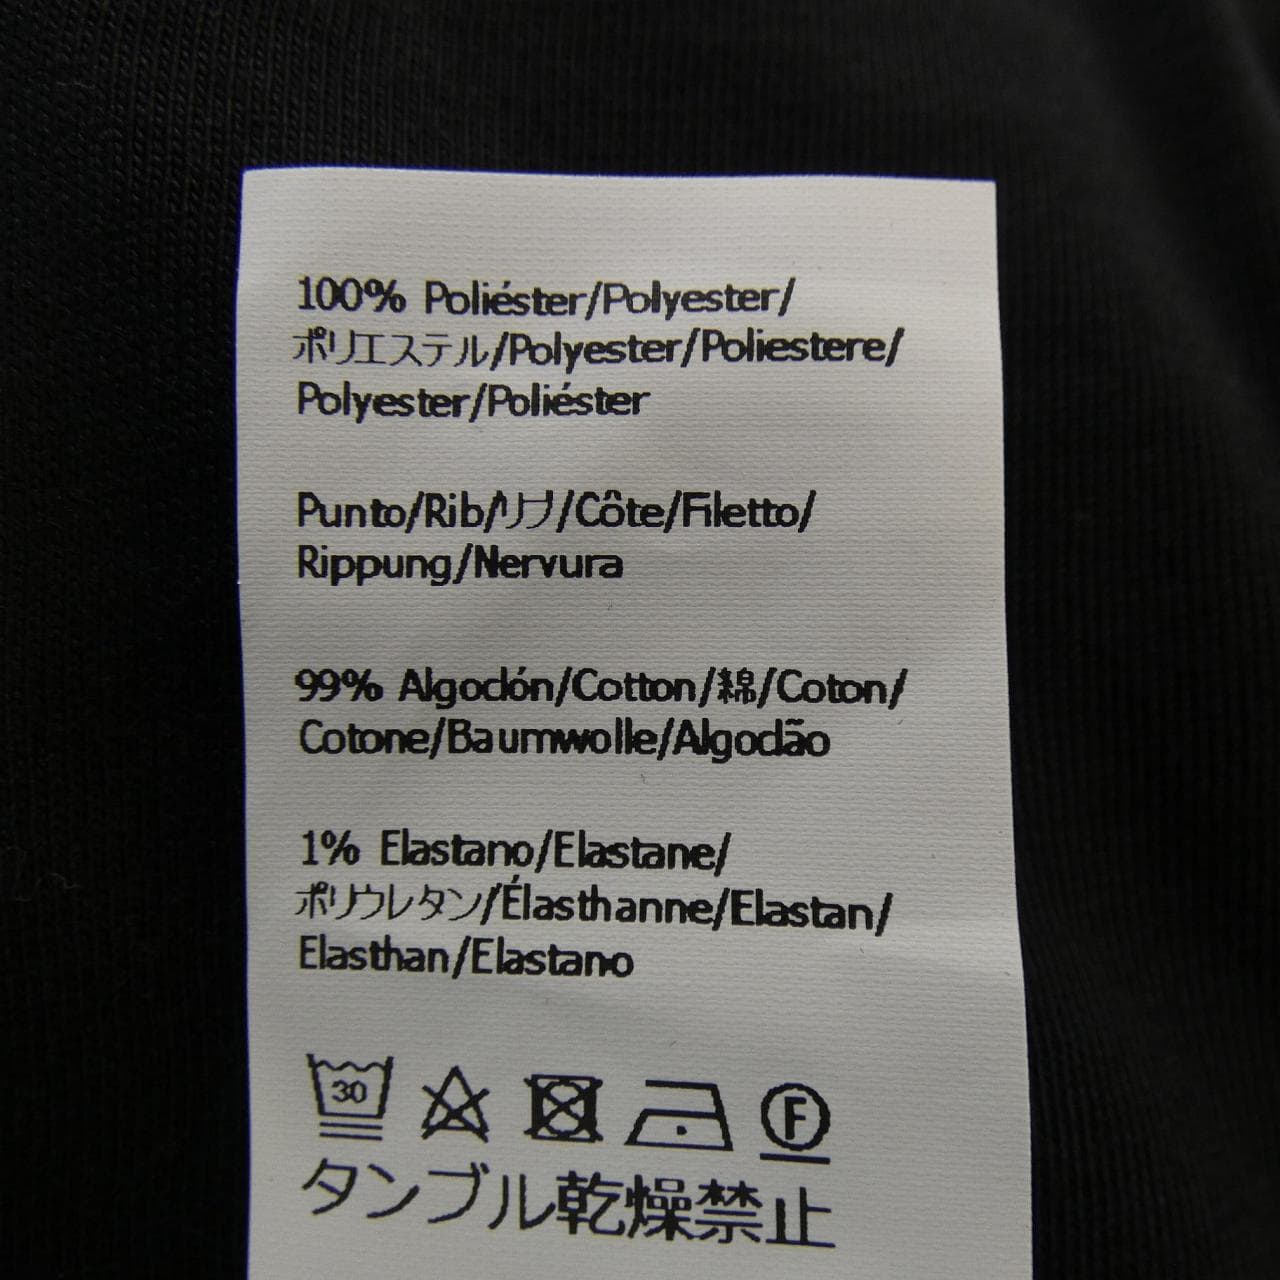 100% Poliéster/Polyester/
ポリエステル/Polyester/Poliestere/
Polyester/Poliéster
Punto/Rib/リブ/Côte/Filetto/
Rippung/Nervura
99% Algodón/Cotton/綿/Coton/
Cotone/Baumwolle/Algodão
1% Elastano/Elastane/
ポリウレタン/Élasthanne/Elastan/
Elasthan/Elastano
30 F
タンブル乾燥禁止